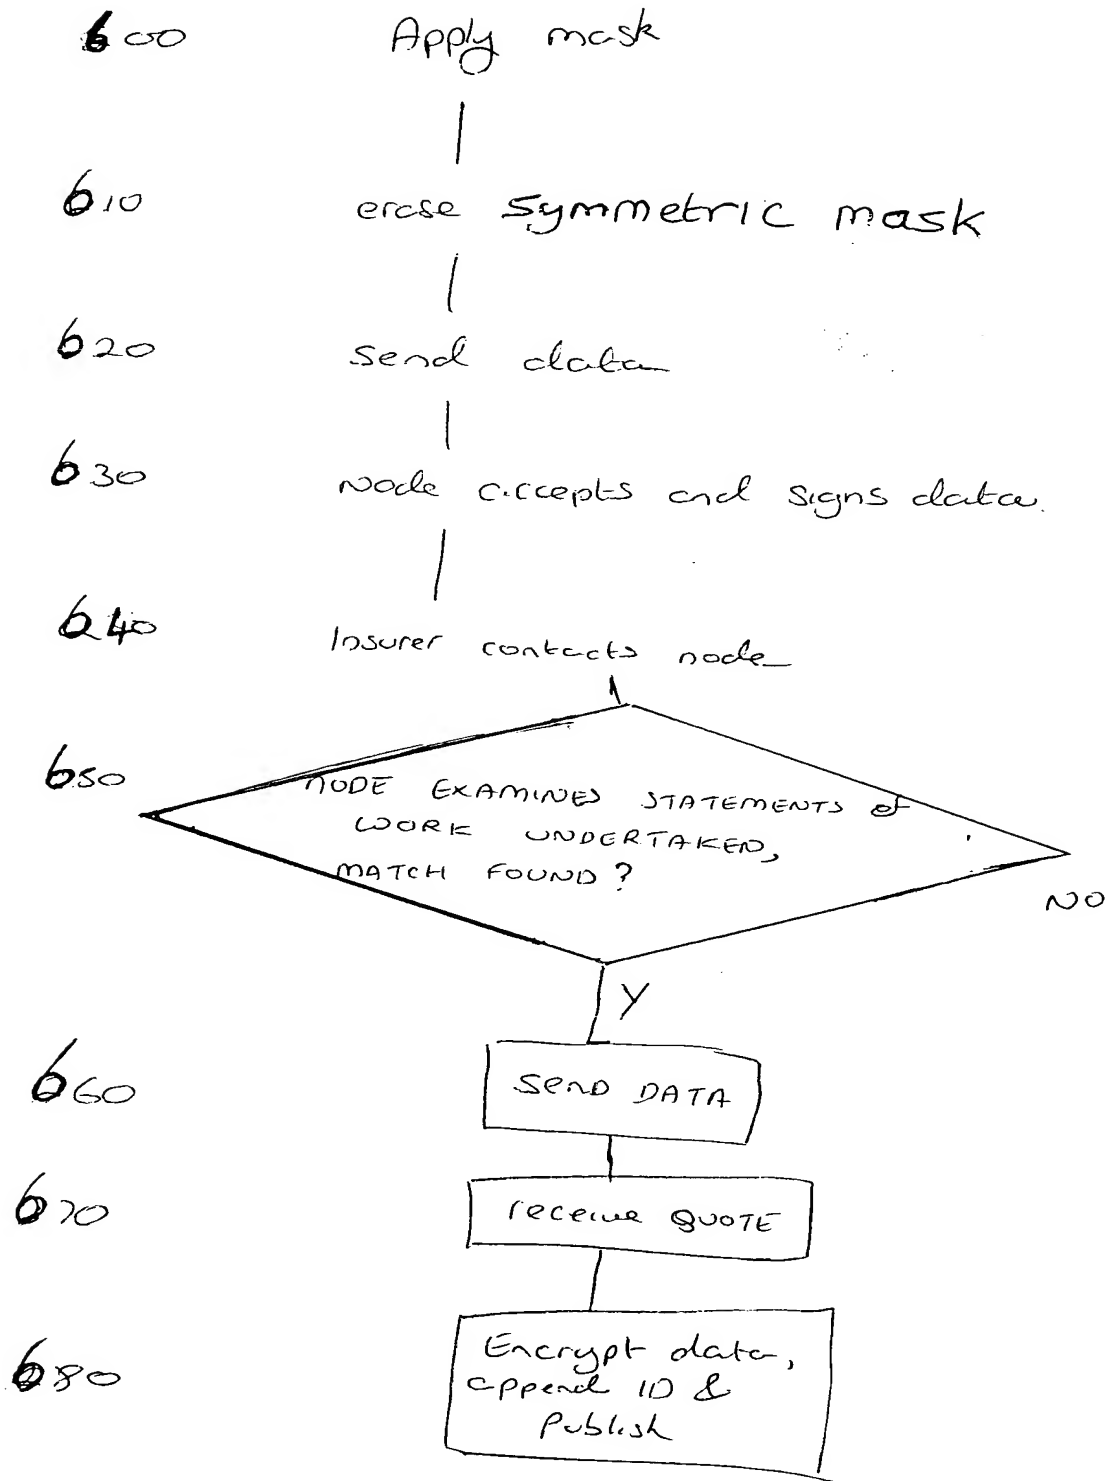 600 Apply mask
610 erase symmetric mask
620 send data
630 Node accepts and signs data.
640 Insurer contacts node
650 NODE EXAMINES STATEMENTS of
WORK UNDERTAKEN,
MATCH FOUND?
NO
Y
660 Send DATA
670 receive QUOTE
680 Encrypt data,
append ID &
Publish